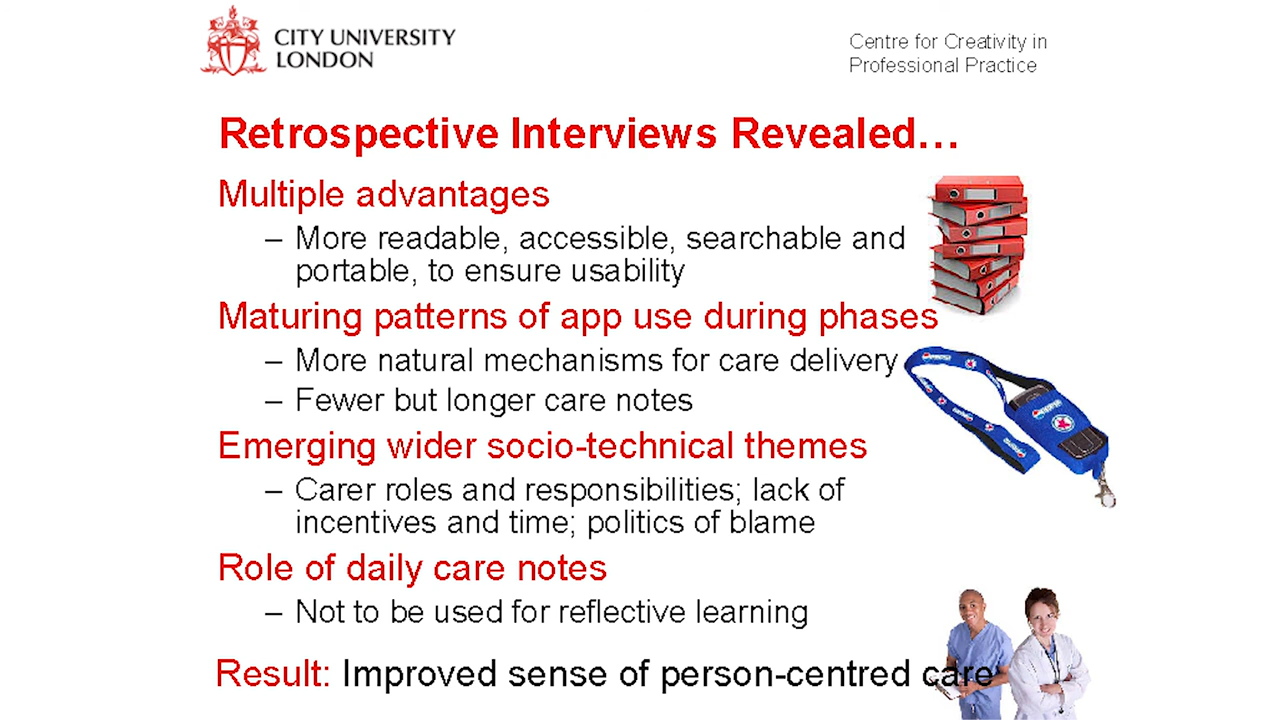 CITY UNIVERSITY
LONDON
Centre for Creativity in
Professional Practice
Retrospective Interviews Revealed…
Multiple advantages
– More readable, accessible, searchable and
portable, to ensure usability
Maturing patterns of app use during phases
– More natural mechanisms for care delivery
– Fewer but longer care notes
Emerging wider socio-technical themes
– Carer roles and responsibilities; lack of
incentives and time; politics of blame
Role of daily care notes
– Not to be used for reflective learning
Result: Improved sense of person-centred care